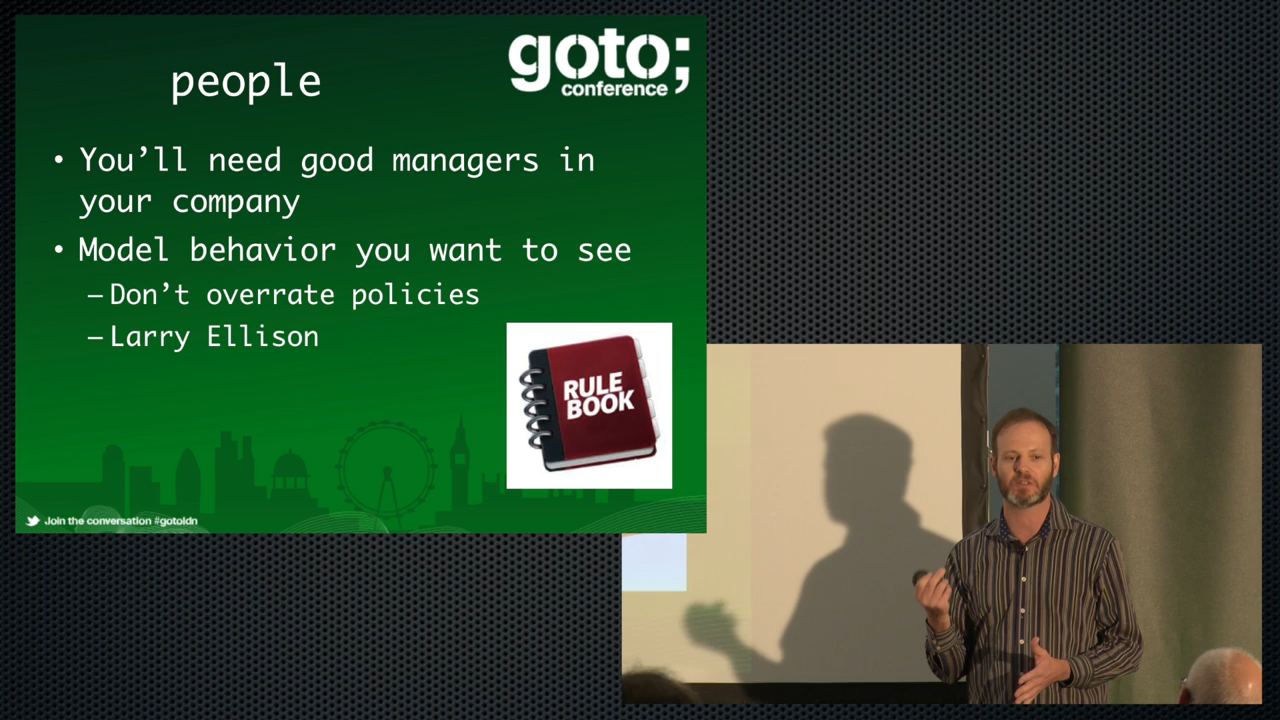 people
goto;
conference
• You’ll need good managers in
your company
• Model behavior you want to see
– Don’t overrate policies
– Larry Ellison
RULE
BOOK
Join the conversation #gotoldn